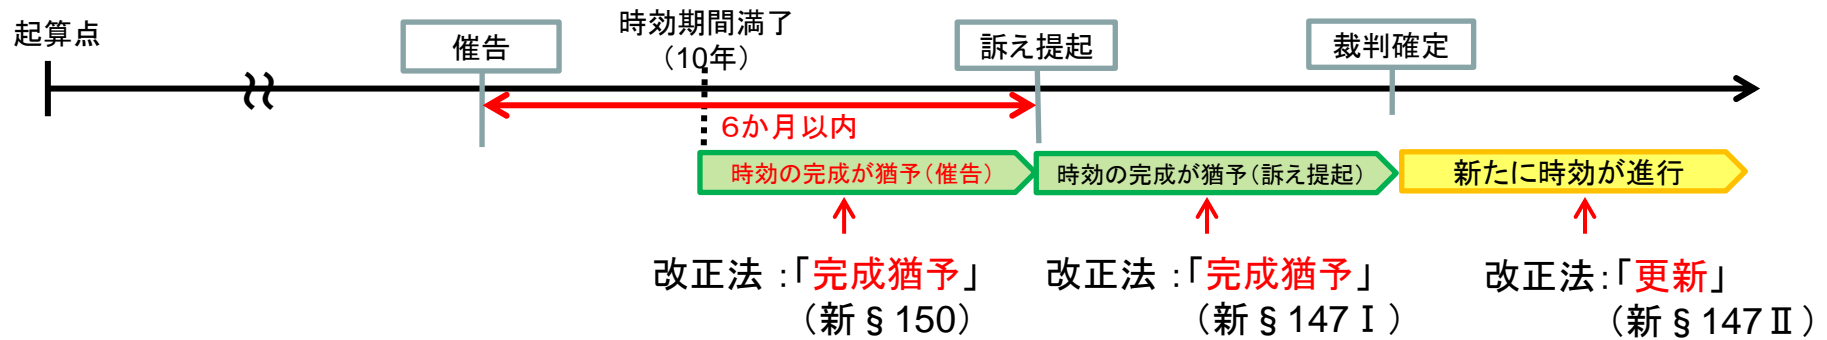 起算点
催告
時効期間満了
（10年）
訴え提起
裁判確定
６か月以内
時効の完成が猶予（催告）
時効の完成が猶予（訴え提起）
新たに時効が進行
改正法：「完成猶予」
（新§150）
改正法：「完成猶予」
（新§147Ⅰ）
改正法：「更新」
（新§147Ⅱ）